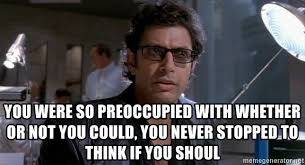 YOU WERE SO PREOCCUPIED WITH WHETHER
OR NOT YOU COULD, YOU NEVER STOPPED TO
THINK IF YOU SHOUL
memegenerator.net